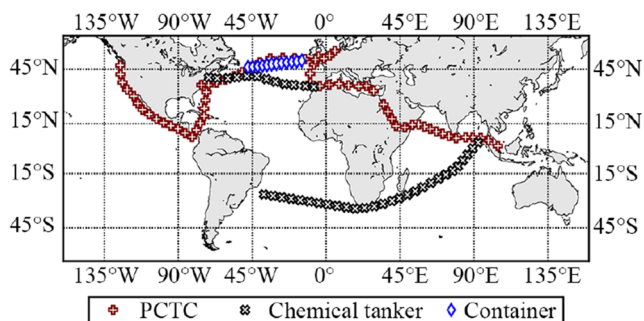 135°W 90°W 45°W 0° 45°E 90°E 135°E
45°N 45°N
15°N 15°N
15°S 15°S
45°S 45°S
135°W 90°W 45°W 0° 45°E 90°E 135°E
PCTC Chemical tanker Container